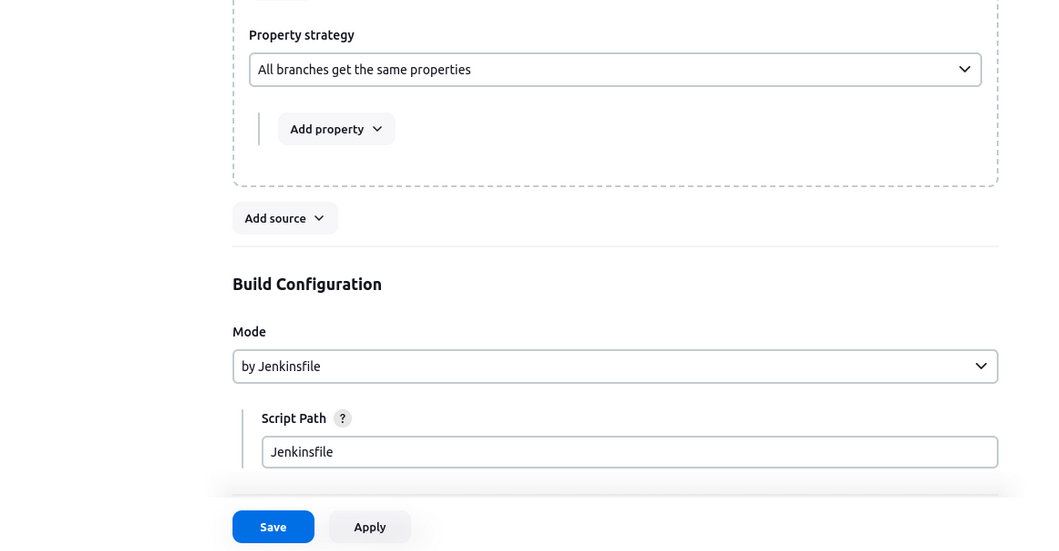 Property strategy
All branches get the same properties
Add property
Add source
Build Configuration
Mode
by Jenkinsfile
Script Path ?
Jenkinsfile
Save Apply